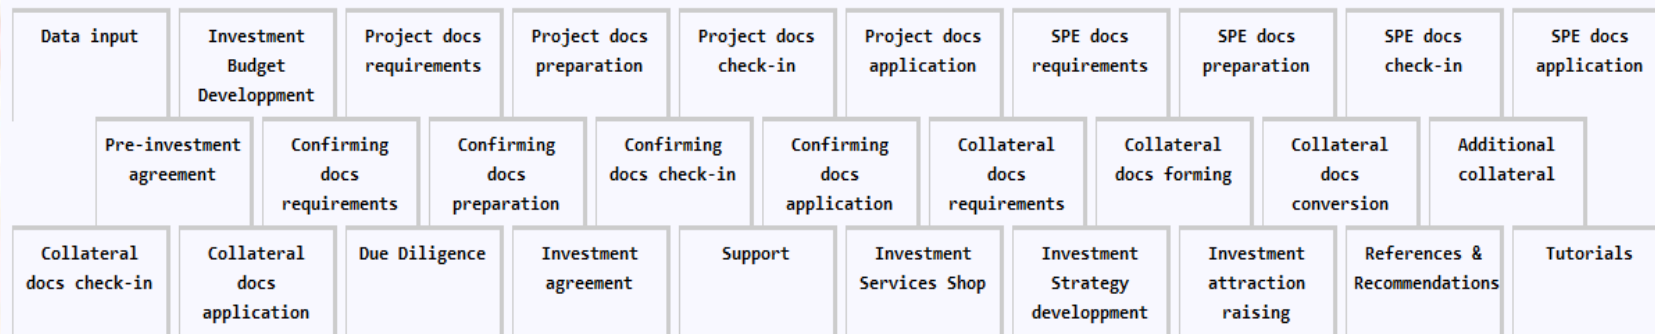 Data input
Investment
Budget
Developpment
Project docs
requirements
Project docs
preparation
Project docs
check-in
Project docs
application
SPE docs
requirements
SPE docs
preparation
SPE docs
check-in
SPE docs
application
Pre-investment
agreement
Confirming
docs
requirements
Confirming
docs
preparation
Confirming
docs check-in
Confirming
docs
application
Collateral
docs
requirements
Collateral
docs forming
Collateral
docs
conversion
Additional
collateral
Collateral
docs check-in
Collateral
docs
application
Due Diligence
Investment
agreement
Support
Investment
Services Shop
Investment
Strategy
developpment
Investment
attraction
raising
References &
Recommendations
Tutorials